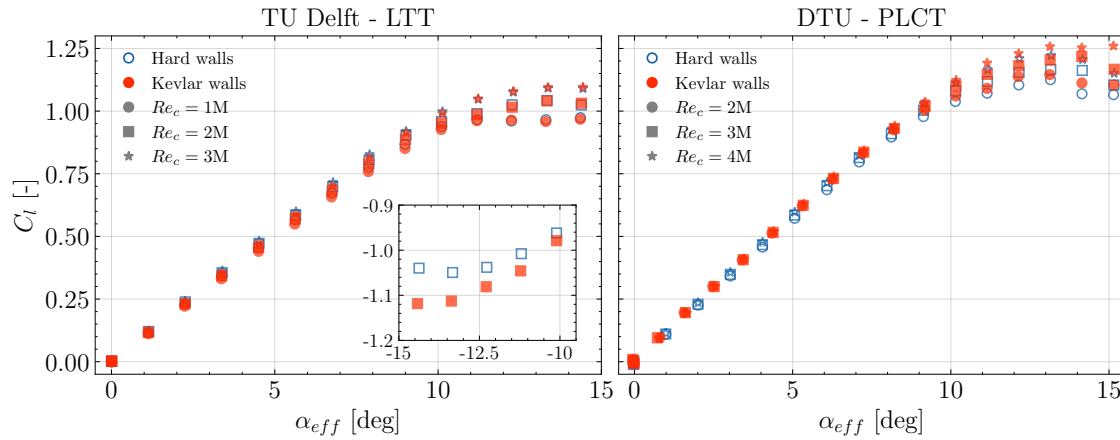 TU Delft - LTT
DTU - PLCT
C_l [-]
1.25
1.00
0.75
0.50
0.25
0.00
Hard walls
Kevlar walls
Re_c = 1M
Re_c = 2M
Re_c = 3M
-0.9
-1.0
-1.1
-1.2
-15
-12.5
-10
0
5
10
15
α_eff [deg]
Hard walls
Kevlar walls
Re_c = 2M
Re_c = 3M
Re_c = 4M
0
5
10
15
α_eff [deg]